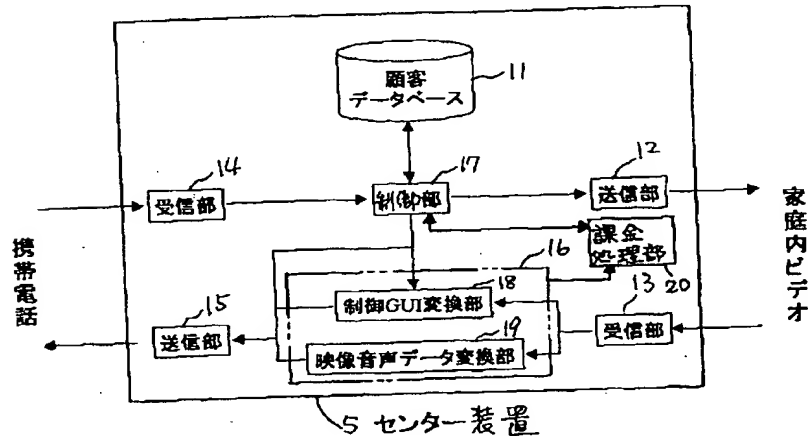 顧客
データベース
11
14
受信部
17
制御部
12
送信部
課金
処理部
20
16
18
制御GUI変換部
19
映像音声データ変換部
13
受信部
15
送信部
携帯電話
家庭内ビデオ
5 センター装置